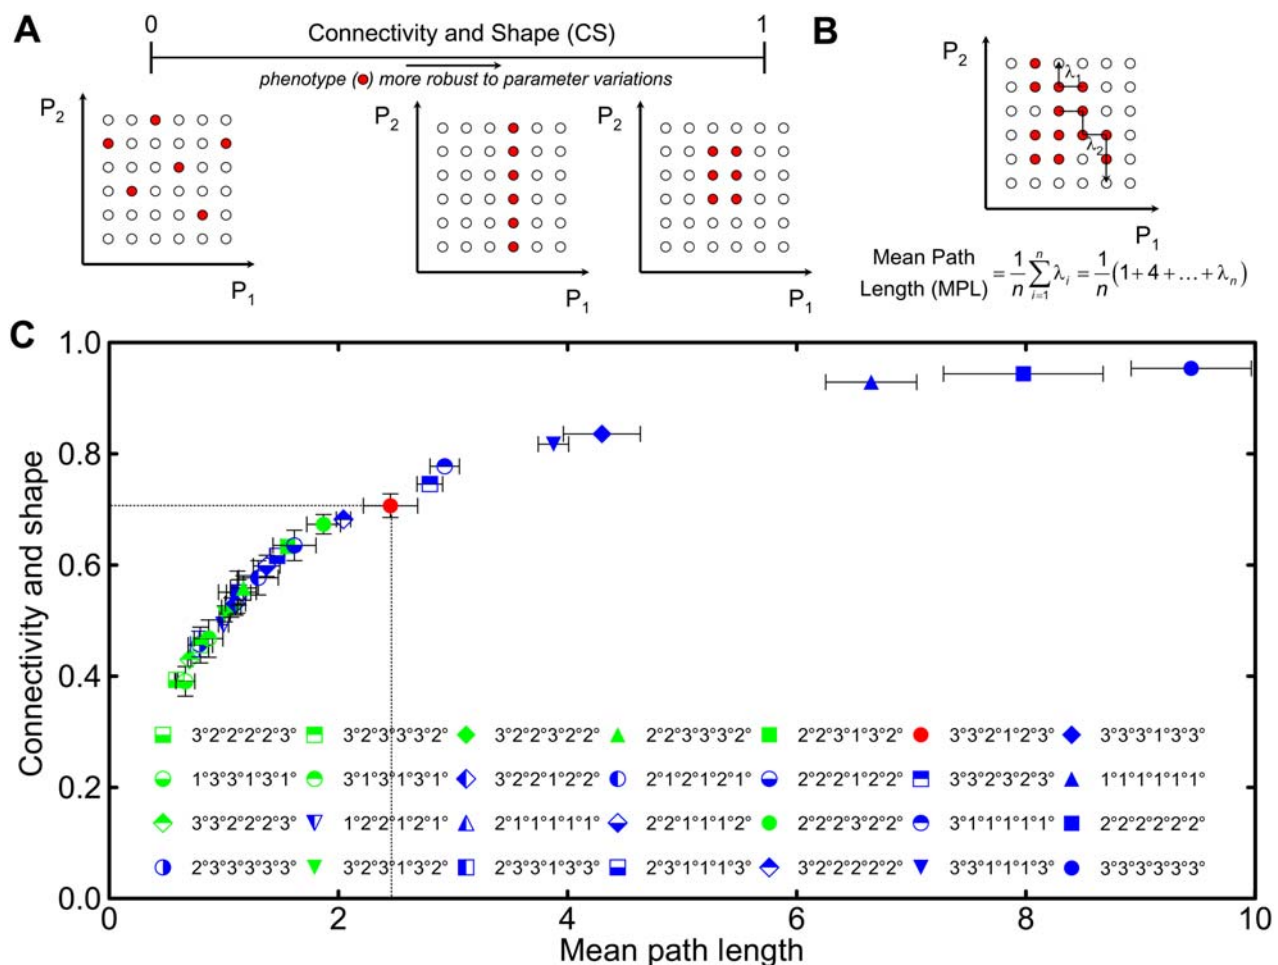 A
0
Connectivity and Shape (CS)
1
phenotype ( ) more robust to parameter variations
P2
P1
P2
P1
P2
P1
B
P2
λ1
λ2
P1
Mean Path
Length (MPL)
= 1/n ∑ i=1 n λi = 1/n (1+ 4 + … + λn)
C
Connectivity and shape
1.0
0.8
0.6
0.4
0.2
0.0
3°2°2°2°2°3° 3°2°3°3°3°2° 3°2°2°3°2°2° 2°2°3°3°3°2° 2°2°3°1°3°2° 3°3°2°1°2°3° 3°3°3°1°3°3°
1°3°3°1°3°1° 3°1°3°1°3°1° 3°2°2°1°2°2° 2°1°2°1°2°1° 2°2°2°1°2°2° 3°3°2°3°2°3° 1°1°1°1°1°1°
3°3°2°2°2°3° 1°2°2°1°2°1° 2°1°1°1°1°1° 2°2°1°1°1°2° 2°2°2°3°2°2° 3°1°1°1°1°1° 2°2°2°2°2°2°
2°3°3°3°3°3° 3°2°3°1°3°2° 2°3°3°1°3°3° 2°3°1°1°1°3° 3°2°2°2°2°2° 3°3°1°1°1°3° 3°3°3°3°3°3°
0 2 4 6 8 10
Mean path length